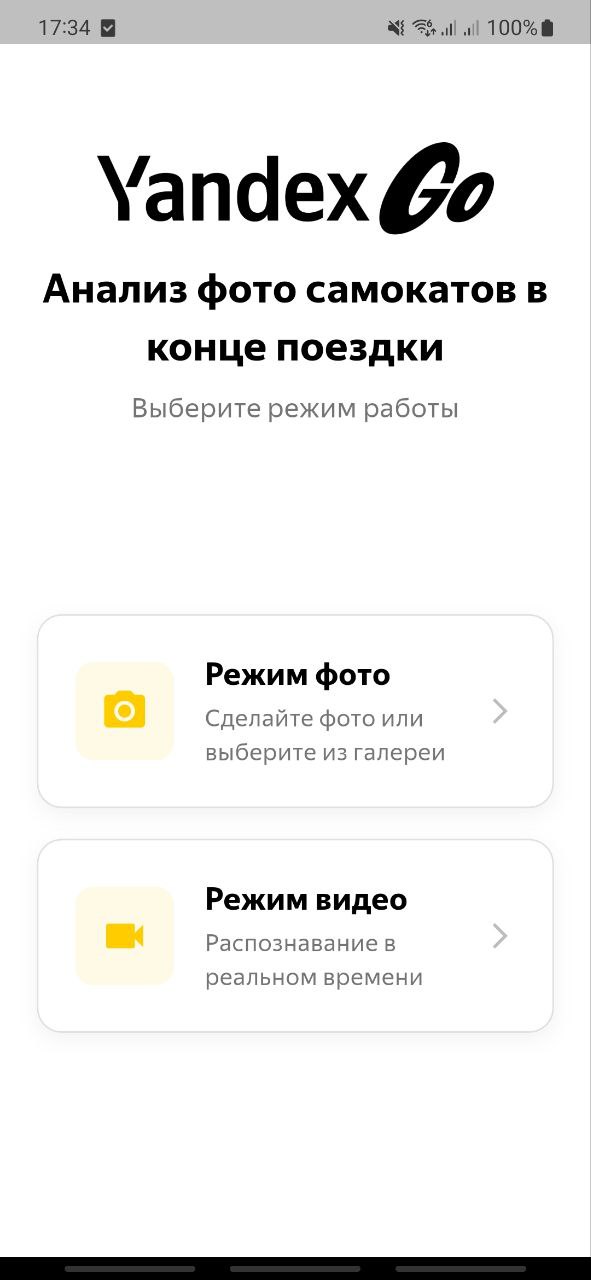 17:34
100%
Yandex Go
Анализ фото самокатов в
конце поездки
Выберите режим работы
Режим фото
Сделайте фото или
выберите из галереи
Режим видео
Распознавание в
реальном времени